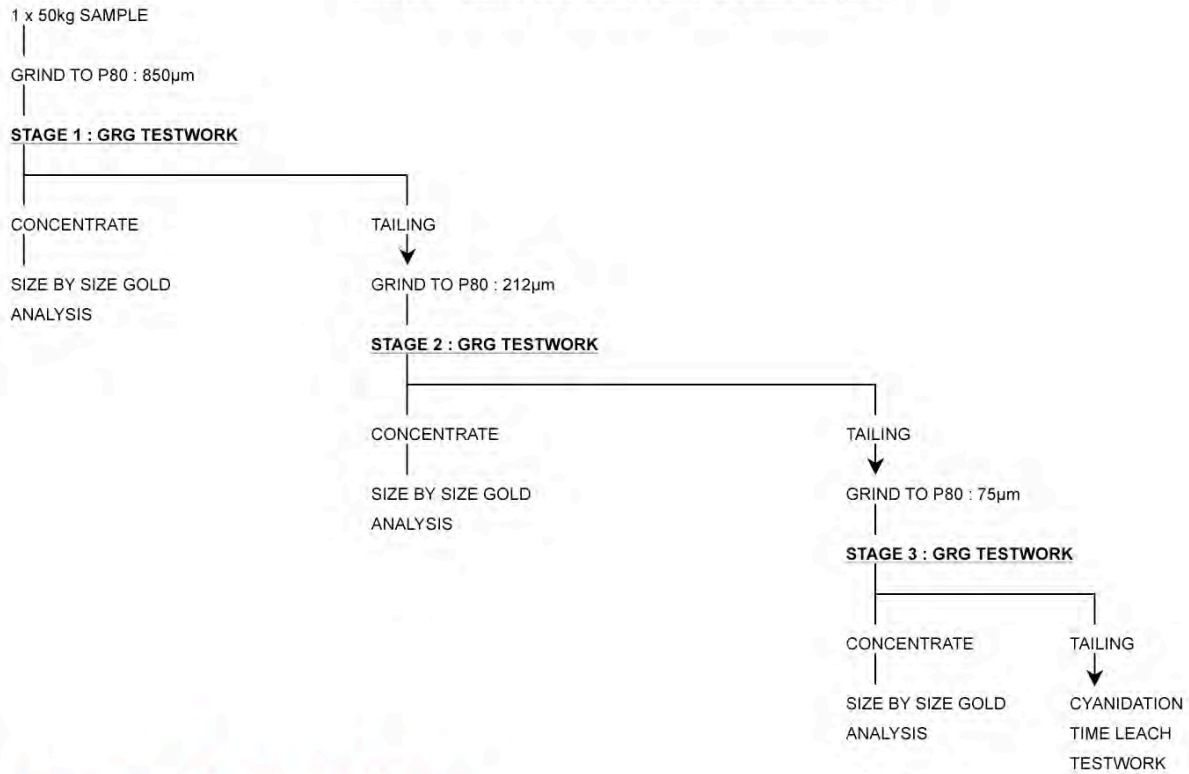 1 x 50kg SAMPLE
GRIND TO P80 : 850µm
STAGE 1 : GRG TESTWORK
CONCENTRATE
TAILING
SIZE BY SIZE GOLD
ANALYSIS
GRIND TO P80 : 212µm
STAGE 2 : GRG TESTWORK
CONCENTRATE
TAILING
SIZE BY SIZE GOLD
ANALYSIS
GRIND TO P80 : 75µm
STAGE 3 : GRG TESTWORK
CONCENTRATE
TAILING
SIZE BY SIZE GOLD
ANALYSIS
CYANIDATION
TIME LEACH
TESTWORK